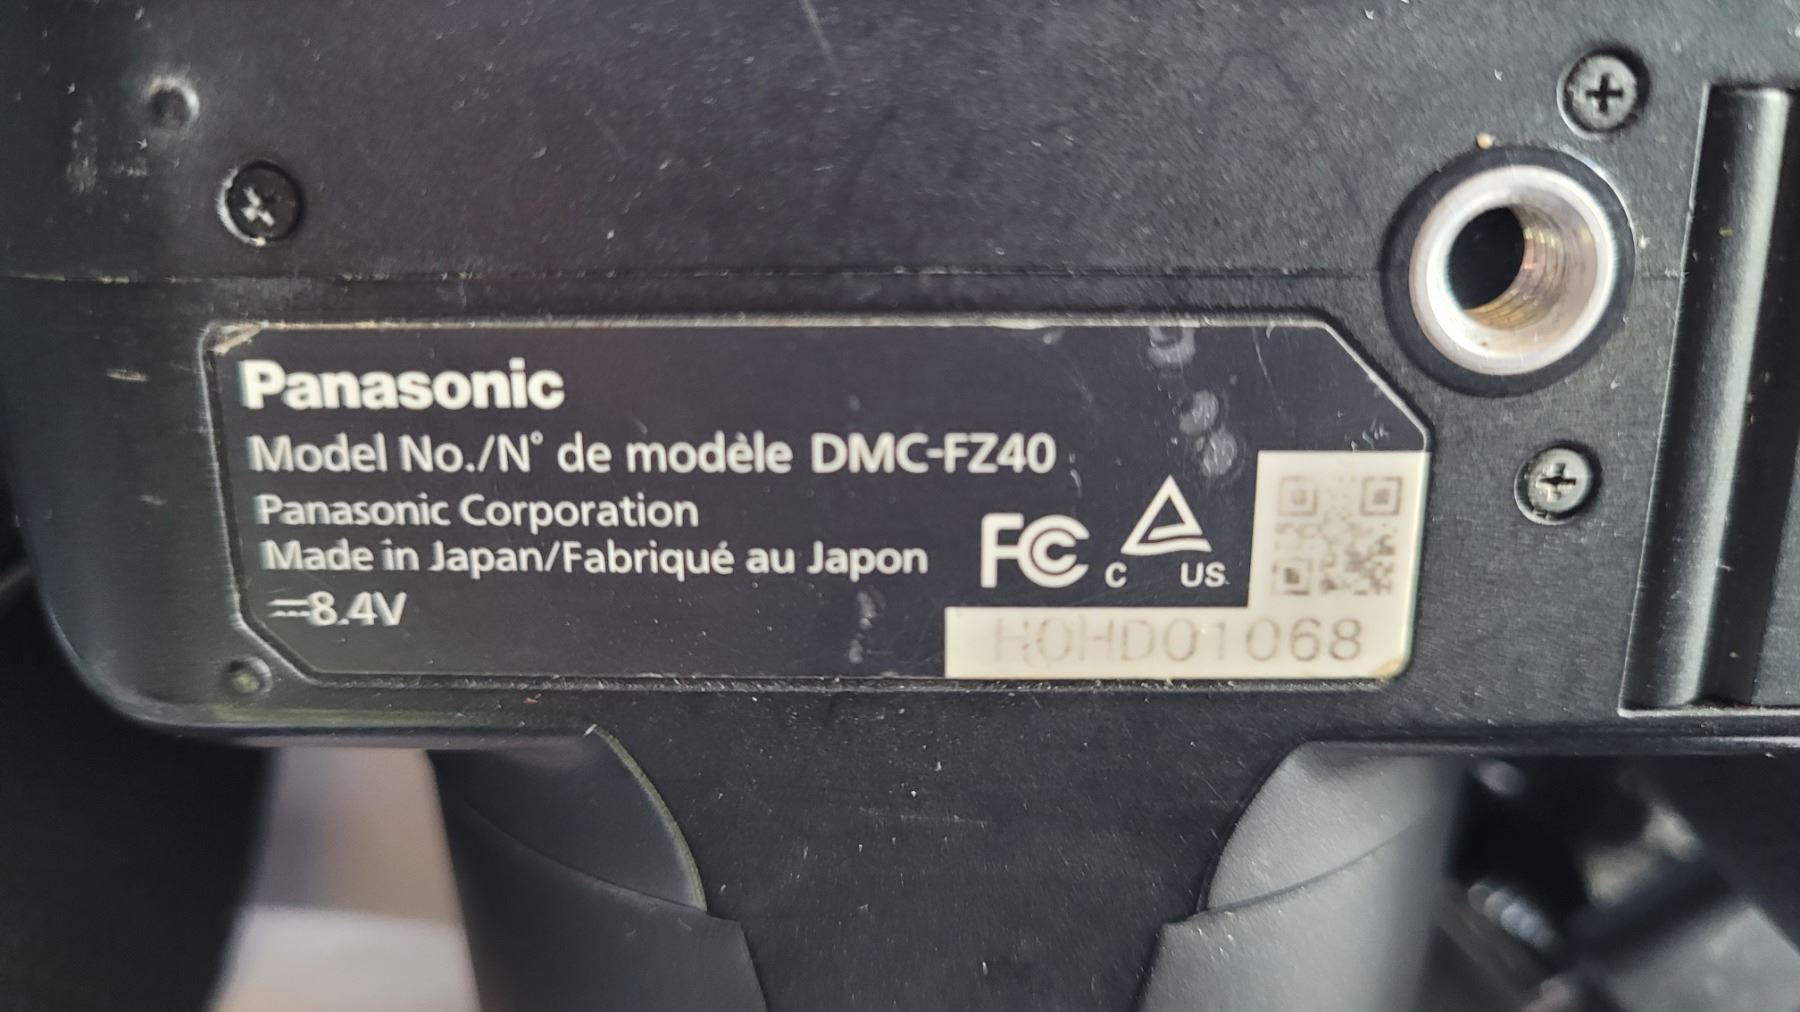 Panasonic
Model No./N° de modèle DMC-FZ40
Panasonic Corporation
Made in Japan/Fabriqué au Japon
⎓8.4V
FC C US
H0HD01068